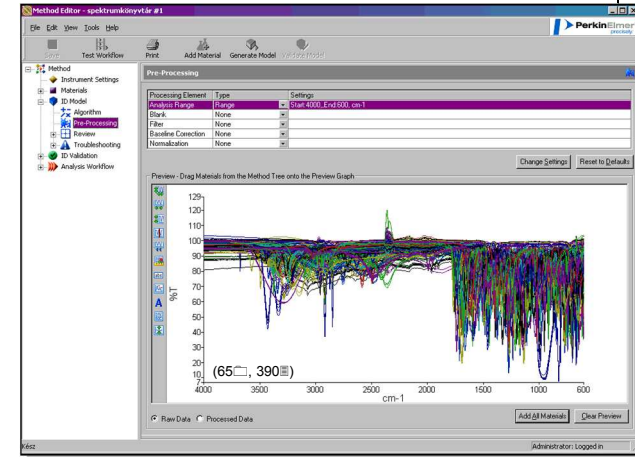 Method Editor - spektrumkönyvtár #1
File Edit View Tools Help
PerkinElmer
precisely
Save Test Workflow Print Add Material Generate Model Validate Model
Method
Instrument Settings
Materials
ID Model
Algorithm
Pre-Processing
Review
Troubleshooting
ID Validation
Analysis Workflow
Pre-Processing
Processing Element Type Settings
Analysis Range Range Start:4000,,End:600, cm-1
Blank None
Filter None
Baseline Correction None
Normalization None
Change Settings Reset to Defaults
Preview - Drag Materials from the Method Tree onto the Preview Graph
129
120
110
100
90
80
70
60
50
40
30
20
10
7
%T
(65, 390)
4000 3500 3000 2500 2000 1500 1000 600
cm-1
Raw Data Processed Data
Add All Materials Clear Preview
Kész
Administrator: Logged in